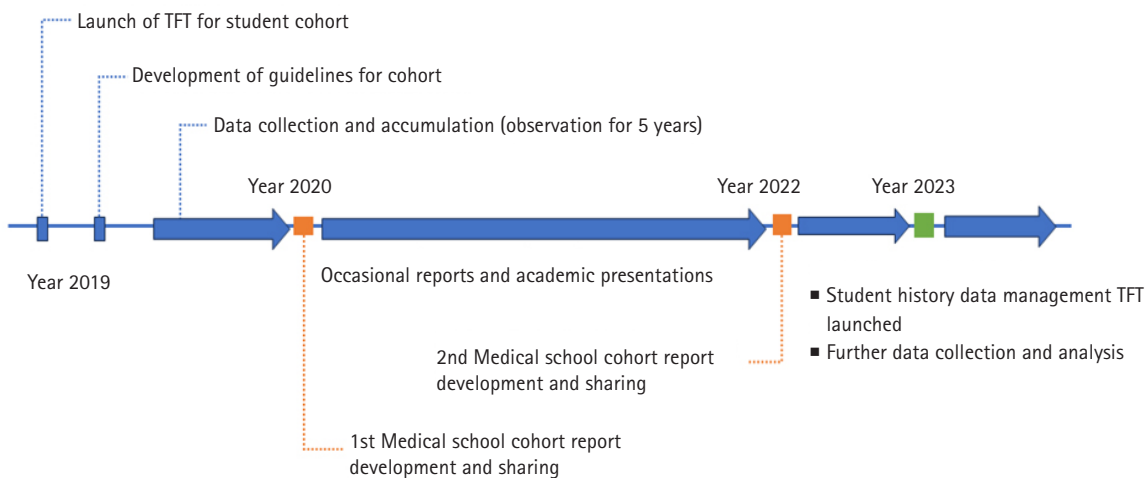 Launch of TFT for student cohort
Development of guidelines for cohort
Data collection and accumulation (observation for 5 years)
Year 2020
Year 2022
Year 2023
Year 2019
Occasional reports and academic presentations
■ Student history data management TFT
launched
■ Further data collection and analysis
2nd Medical school cohort report
development and sharing
1st Medical school cohort report
development and sharing